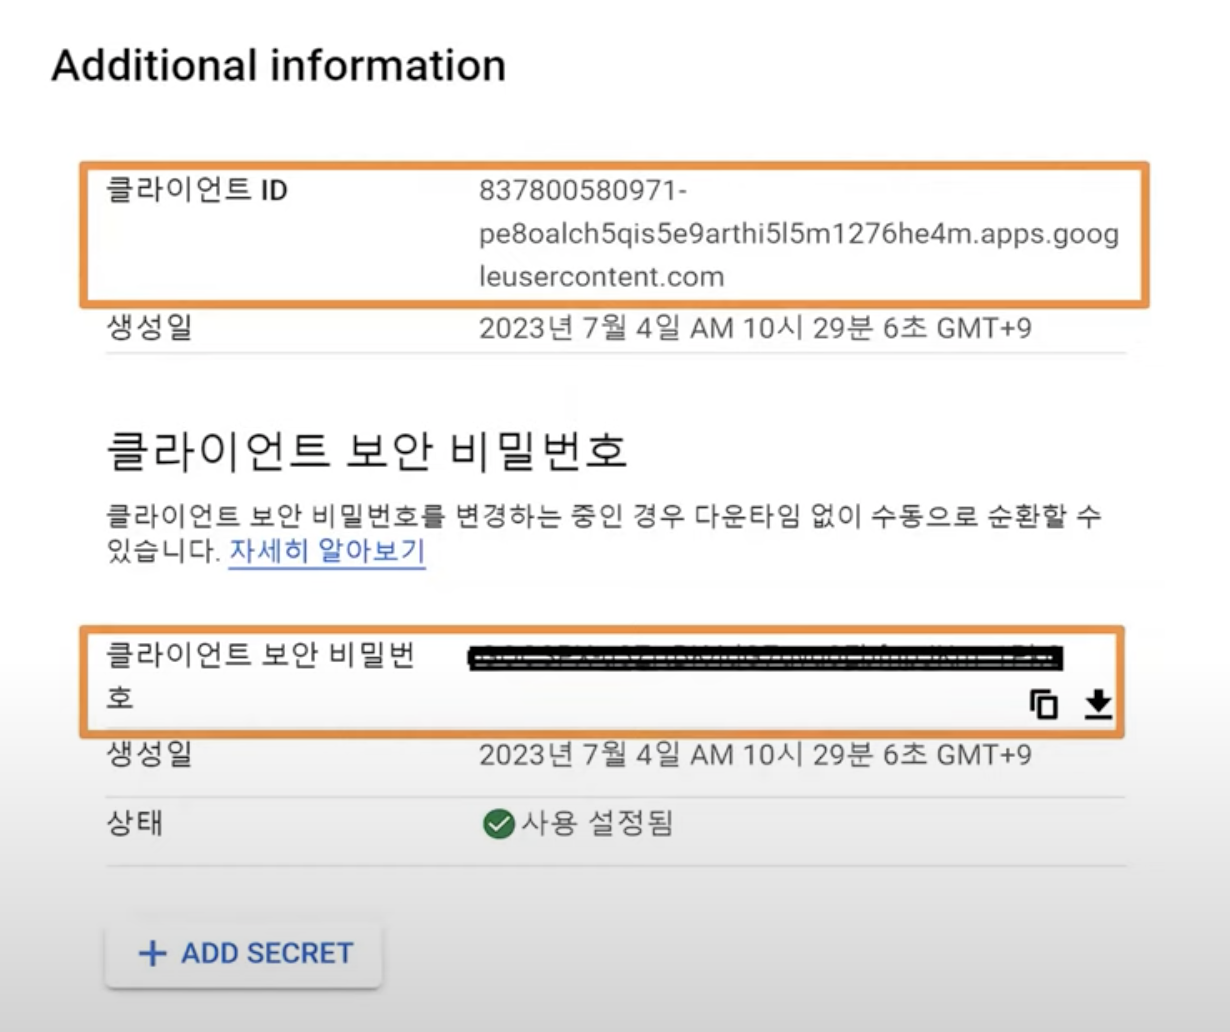 Additional information
클라이언트 ID
837800580971-
pe8oalch5qis5e9arthi5l5m1276he4m.apps.goog
leusercontent.com
생성일
2023년 7월 4일 AM 10시 29분 6초 GMT+9
클라이언트 보안 비밀번호
클라이언트 보안 비밀번호를 변경하는 중인 경우 다운타임 없이 수동으로 순환할 수
있습니다. 자세히 알아보기
클라이언트 보안 비밀번
호
생성일
2023년 7월 4일 AM 10시 29분 6초 GMT+9
상태
사용 설정됨
+ ADD SECRET